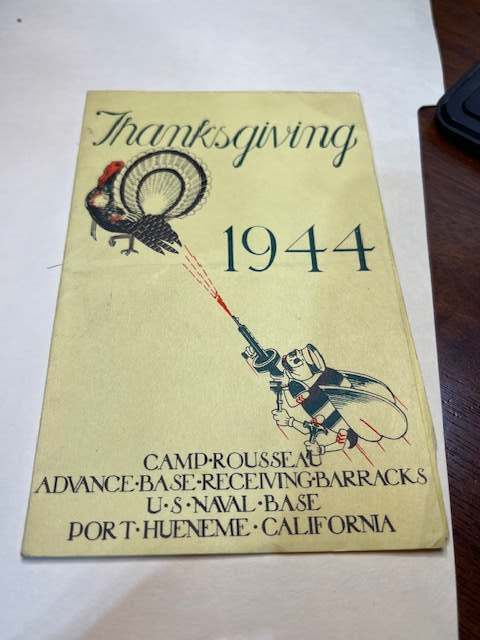 Thanksgiving
1944
CAMP·ROUSSEAU
ADVANCE·BASE·RECEIVING·BARRACKS
U·S·NAVAL·BASE
PORT·HUENEME·CALIFORNIA